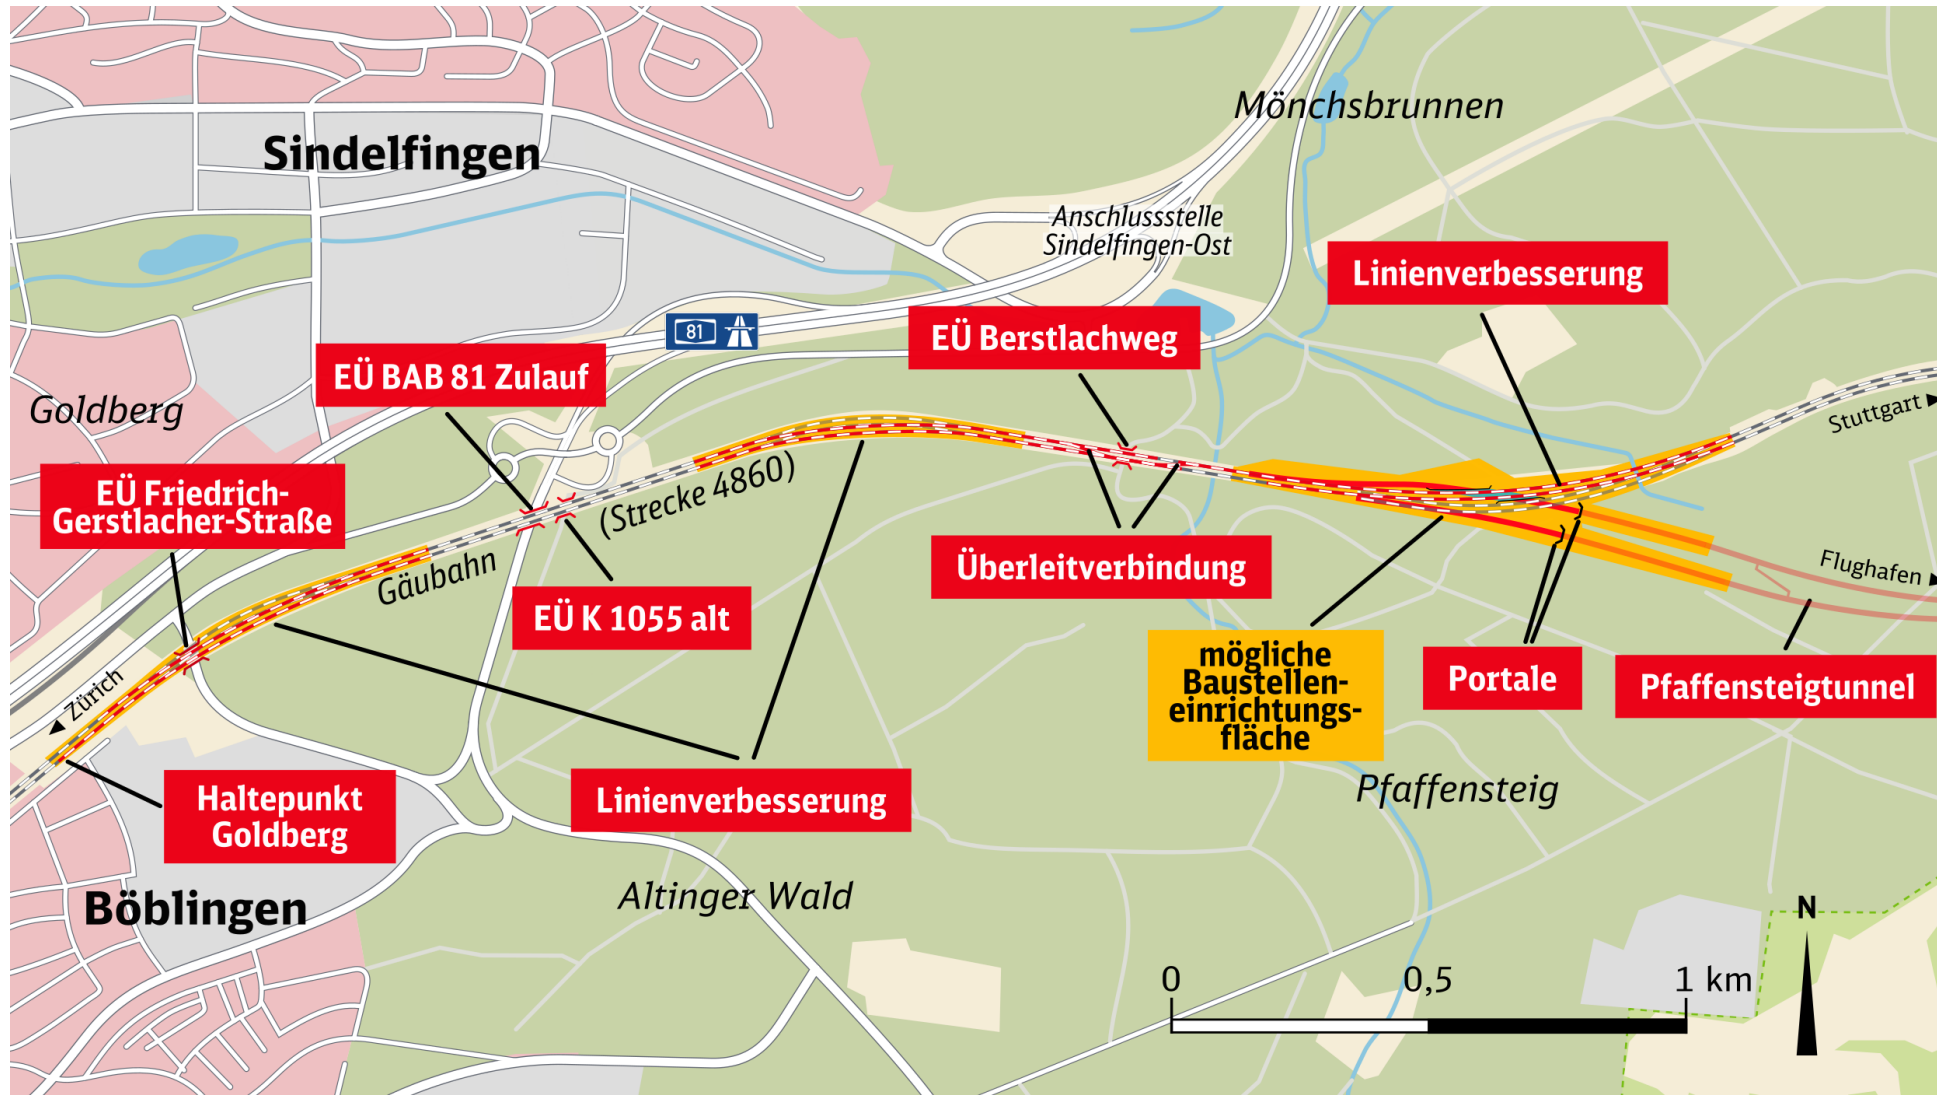 Mönchsbrunnen
Sindelfingen
Anschlussstelle
Sindelfingen-Ost
Linienverbesserung
81
EÜ Berstlachweg
EÜ BAB 81 Zulauf
Goldberg
Stuttgart
EÜ Friedrich-
Gerstlacher-Straße
(Strecke 4860)
Gäubahn
Überleitverbindung
Flughafen
EÜ K 1055 alt
mögliche
Baustellen-
einrichtungs-
fläche
Portale
Pfaffensteigtunnel
Zürich
Haltepunkt
Goldberg
Linienverbesserung
Pfaffensteig
Böblingen
Altinger Wald
N
0 0,5 1 km